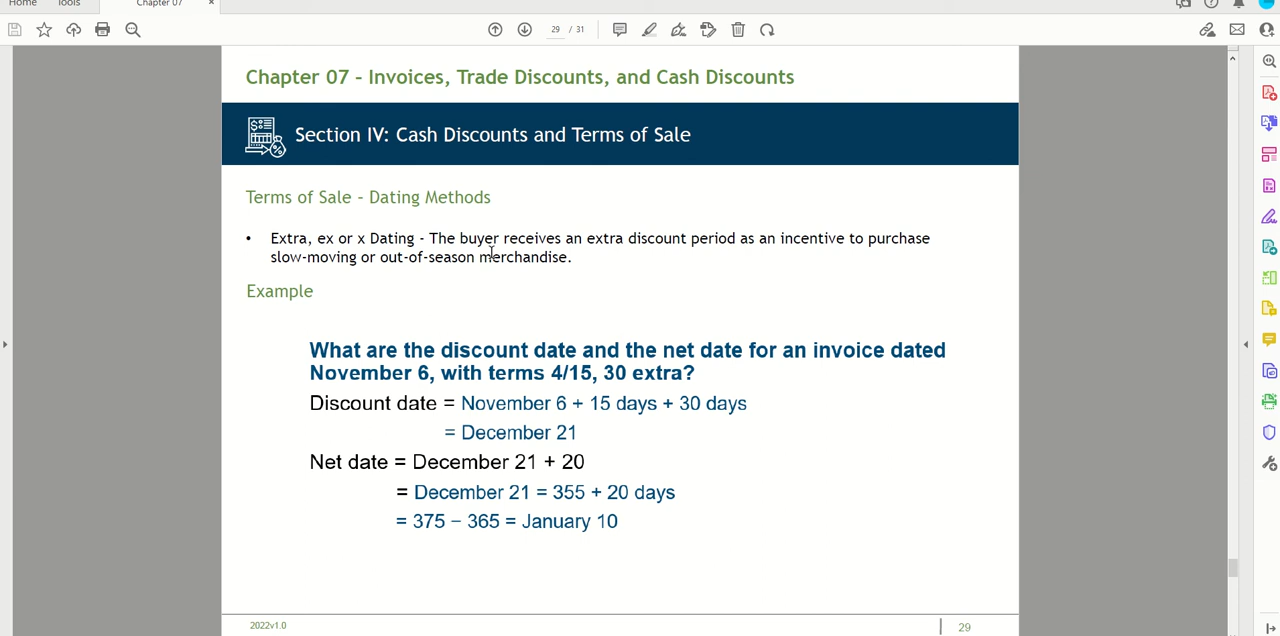 Home Tools Chapter 07 ×
29 / 31
Chapter 07 - Invoices, Trade Discounts, and Cash Discounts
Section IV: Cash Discounts and Terms of Sale
Terms of Sale - Dating Methods
• Extra, ex or x Dating - The buyer receives an extra discount period as an incentive to purchase
slow-moving or out-of-season merchandise.
Example
What are the discount date and the net date for an invoice dated
November 6, with terms 4/15, 30 extra?
Discount date = November 6 + 15 days + 30 days
= December 21
Net date = December 21 + 20
= December 21 = 355 + 20 days
= 375 − 365 = January 10
2022v1.0
29